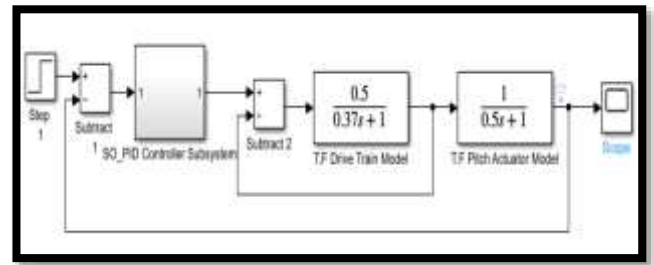 Step
1
Subtract
1
1
1
SO_PID Controller Subsystem
Subtract 2
0.5
0.37s+1
T.F Drive Train Model
1
0.5s+1
T.F Pitch Actuator Model
Scope